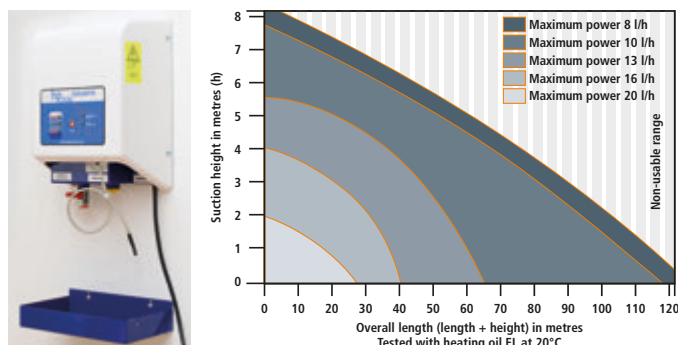 8
7
6
5
4
3
2
1
0
Suction height in metres (h)
Maximum power 8 l/h
Maximum power 10 l/h
Maximum power 13 l/h
Maximum power 16 l/h
Maximum power 20 l/h
Non-usable range
0 10 20 30 40 50 60 70 80 90 100 110 120
Overall length (length + height) in metres
Tested with heating oil EL at 20°C